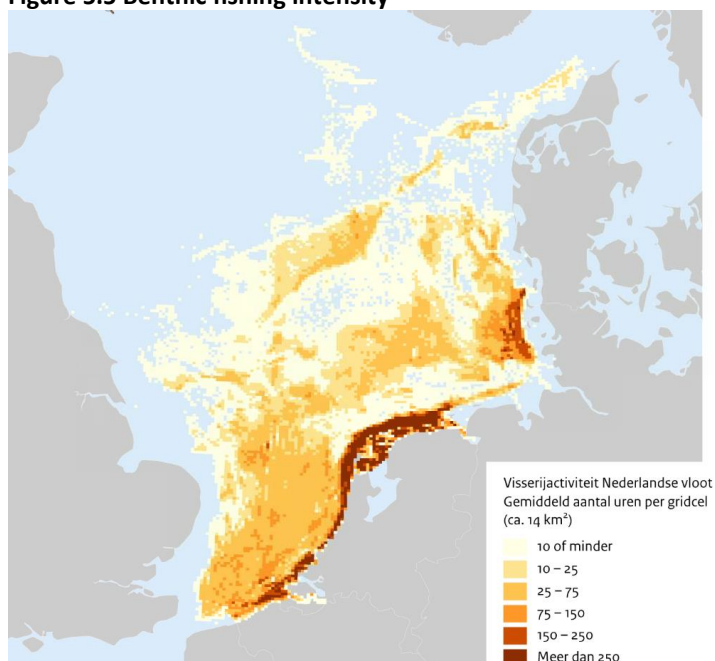 Figure 5.5 Benthic fishing intensity
Visserijactiviteit Nederlandse vloot
Gemiddeld aantal uren per gridcel
(ca. 14 km²)
10 of minder
10 – 25
25 – 75
75 – 150
150 – 250
Meer dan 250